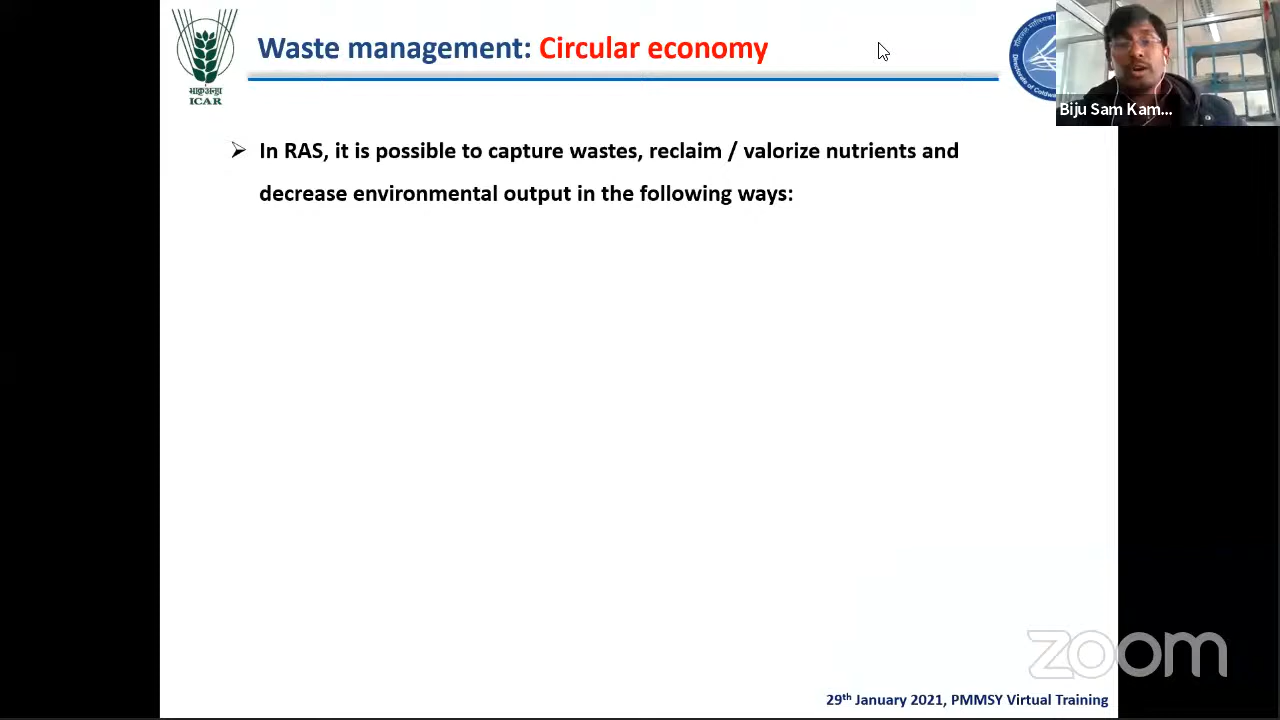 Waste management: Circular economy
भाकृअनुप
ICAR
Biju Sam Kam...
➢ In RAS, it is possible to capture wastes, reclaim / valorize nutrients and
decrease environmental output in the following ways:
zoom
29th January 2021, PMMSY Virtual Training